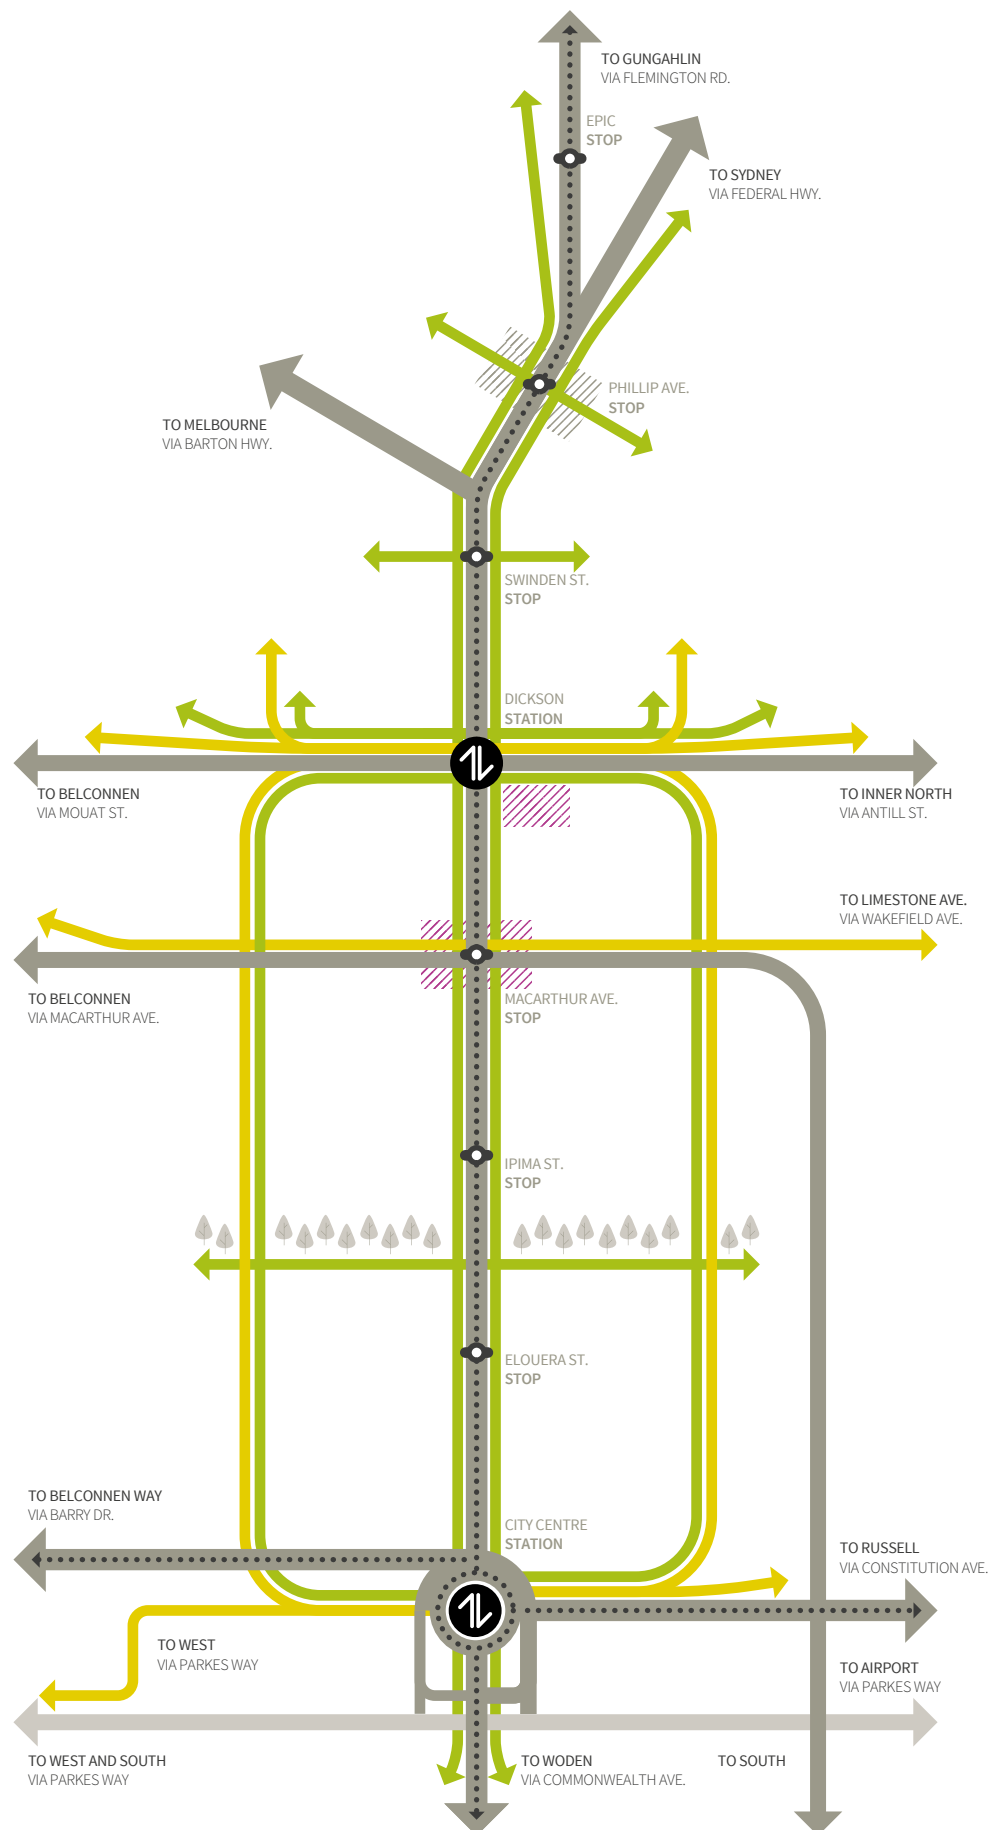 TO GUNGAHLIN
VIA FLEMINGTON RD.
EPIC
STOP
TO SYDNEY
VIA FEDERAL HWY.
PHILLIP AVE.
STOP
TO MELBOURNE
VIA BARTON HWY.
SWINDEN ST.
STOP
DICKSON
STATION
TO BELCONNEN
VIA MOUAT ST.
TO INNER NORTH
VIA ANTILL ST.
TO LIMESTONE AVE.
VIA WAKEFIELD AVE.
TO BELCONNEN
VIA MACARTHUR AVE.
MACARTHUR AVE.
STOP
IPIMA ST.
STOP
ELOUERA ST.
STOP
TO BELCONNEN WAY
VIA BARRY DR.
CITY CENTRE
STATION
TO RUSSELL
VIA CONSTITUTION AVE.
TO WEST
VIA PARKES WAY
TO AIRPORT
VIA PARKES WAY
TO WEST AND SOUTH
VIA PARKES WAY
TO WODEN
VIA COMMONWEALTH AVE.
TO SOUTH